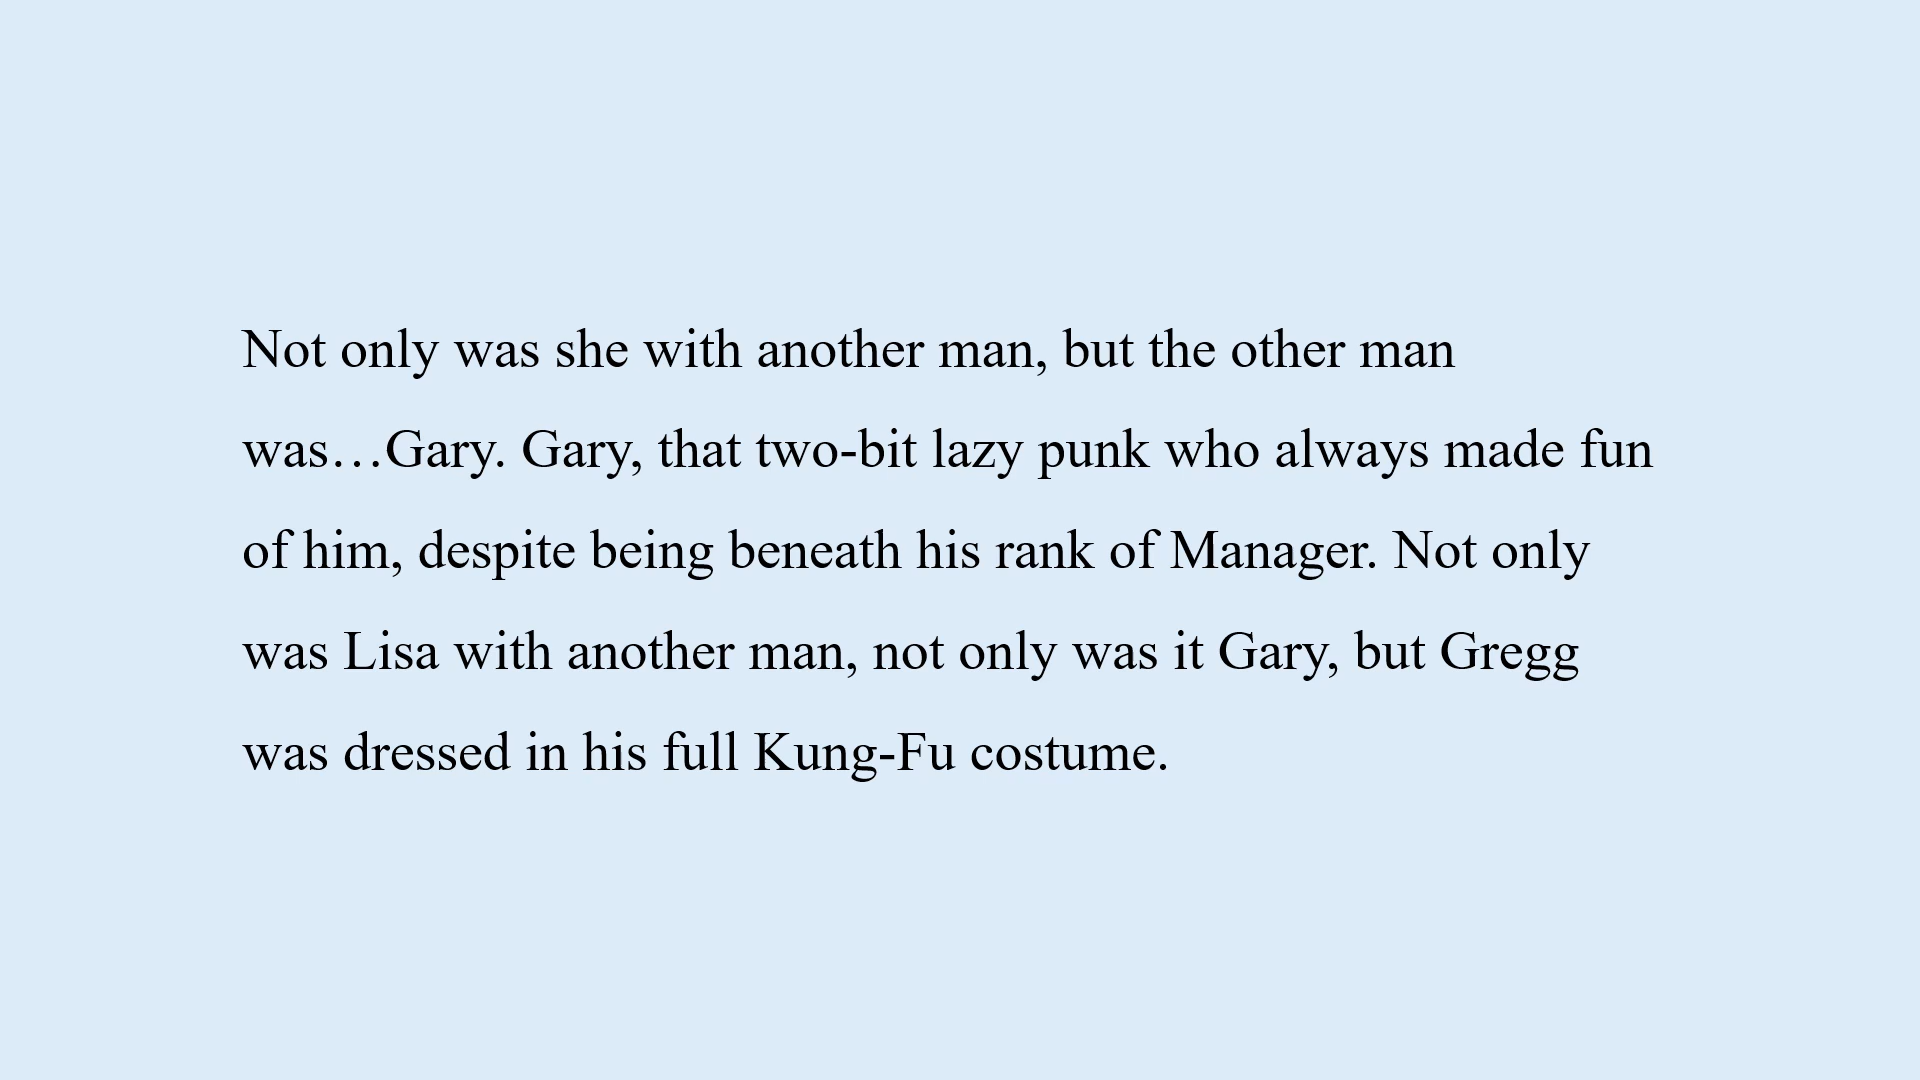 Not only was she with another man, but the other man
was…Gary. Gary, that two-bit lazy punk who always made fun
of him, despite being beneath his rank of Manager. Not only
was Lisa with another man, not only was it Gary, but Gregg
was dressed in his full Kung-Fu costume.